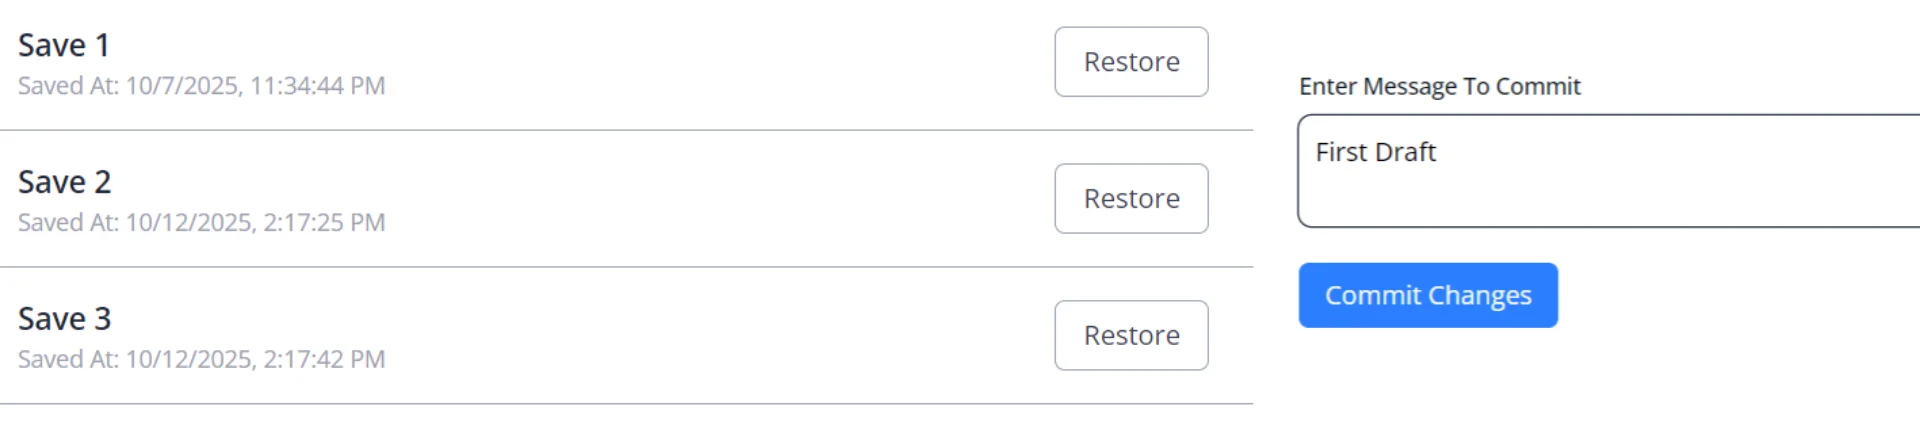 Save 1
Saved At: 10/7/2025, 11:34:44 PM
Restore
Save 2
Saved At: 10/12/2025, 2:17:25 PM
Restore
Save 3
Saved At: 10/12/2025, 2:17:42 PM
Restore
Enter Message To Commit
First Draft
Commit Changes